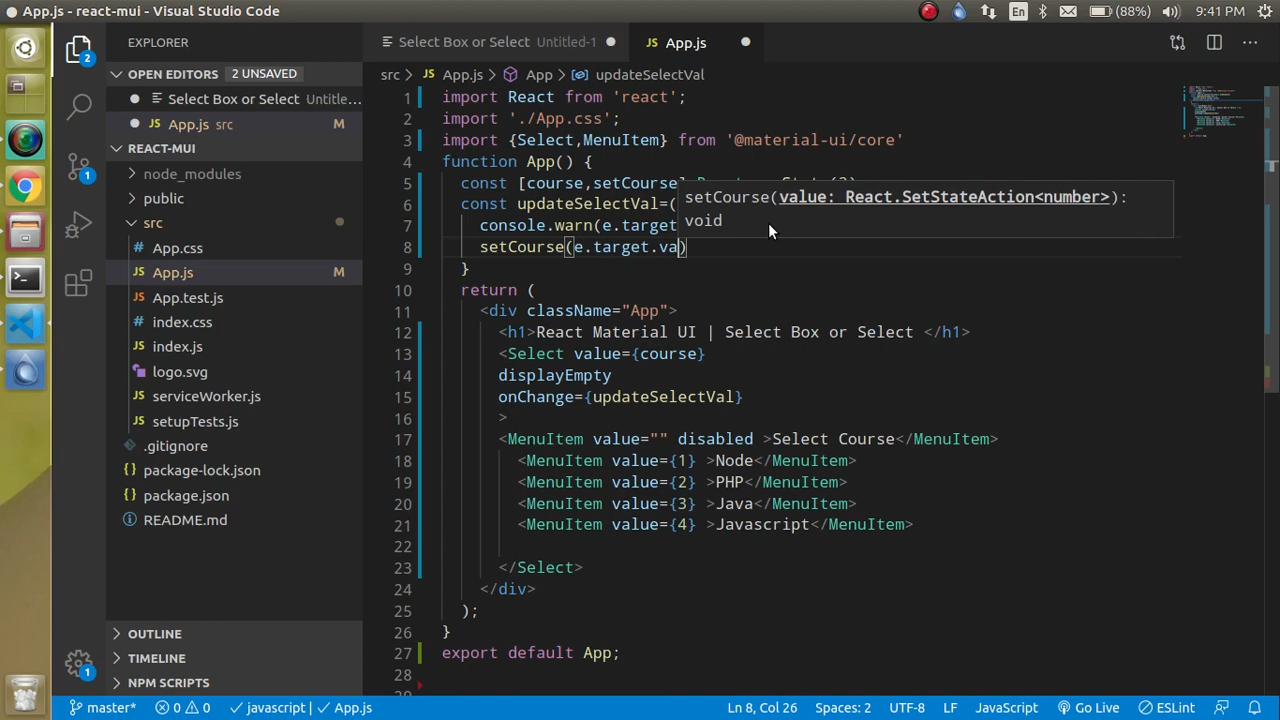 App.js - react-mui - Visual Studio Code
En
(88%)
9:41 PM
EXPLORER
OPEN EDITORS 2 UNSAVED
Select Box or Select Untitle...
JS App.js src M
REACT-MUI
node_modules
public
src
App.css
JS App.js M
JS App.test.js
index.css
JS index.js
logo.svg
JS serviceWorker.js
JS setupTests.js
.gitignore
package-lock.json
package.json
README.md
OUTLINE
TIMELINE
NPM SCRIPTS
2
1
1
Select Box or Select Untitled-1
JS App.js
src > JS App.js > App > updateSelectVal
1 import React from 'react';
2 import './App.css';
3 import {Select,MenuItem} from '@material-ui/core'
4 function App() {
5 const [course,setCourse]
6 const updateSelectVal=(
7 console.warn(e.target
8 setCourse(e.target.va)
setCourse(value: React.SetStateAction<number>):
void
9 }
10 return (
11 <div className="App">
12 <h1>React Material UI | Select Box or Select </h1>
13 <Select value={course}
14 displayEmpty
15 onChange={updateSelectVal}
16 >
17 <MenuItem value="" disabled >Select Course</MenuItem>
18 <MenuItem value={1} >Node</MenuItem>
19 <MenuItem value={2} >PHP</MenuItem>
20 <MenuItem value={3} >Java</MenuItem>
21 <MenuItem value={4} >Javascript</MenuItem>
22
23 </Select>
24 </div>
25 );
26 }
27 export default App;
28
master* 0 0 javascript | App.js Ln 8, Col 26 Spaces: 2 UTF-8 LF JavaScript Go Live ESLint